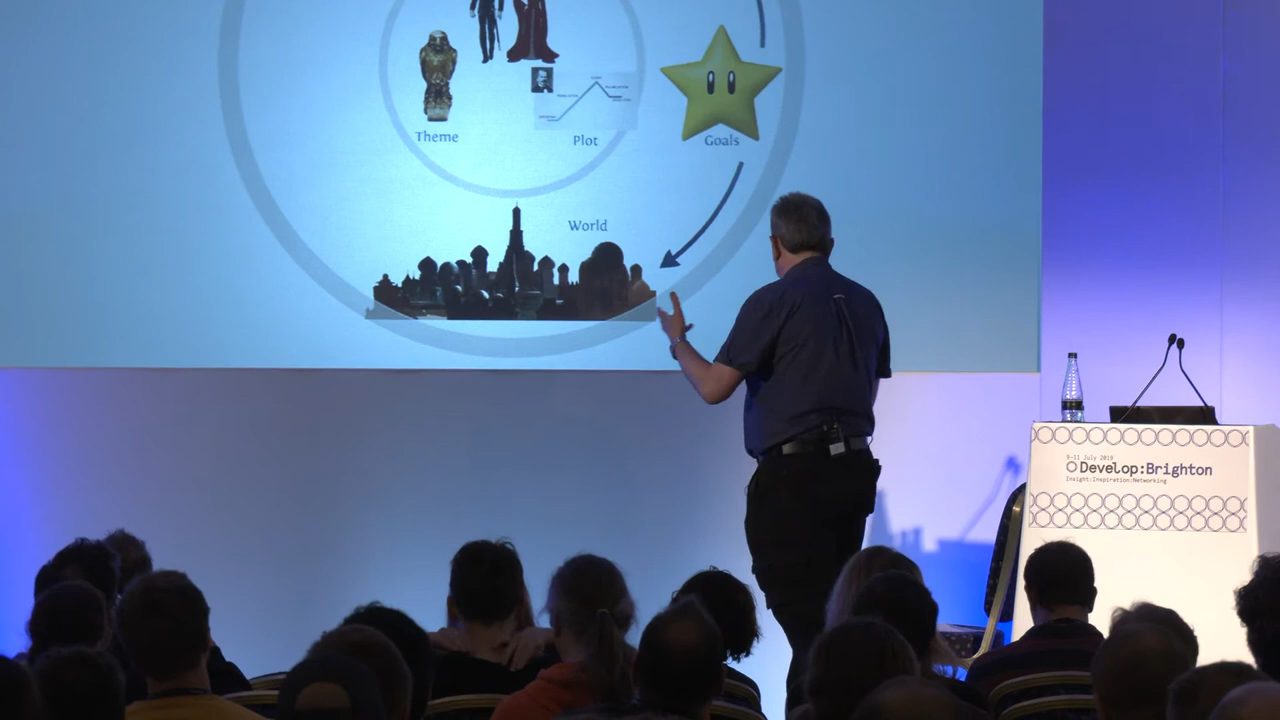 Theme
Plot
Goals
World
9-11 July 2019
Develop:Brighton
Insight:Inspiration:Networking